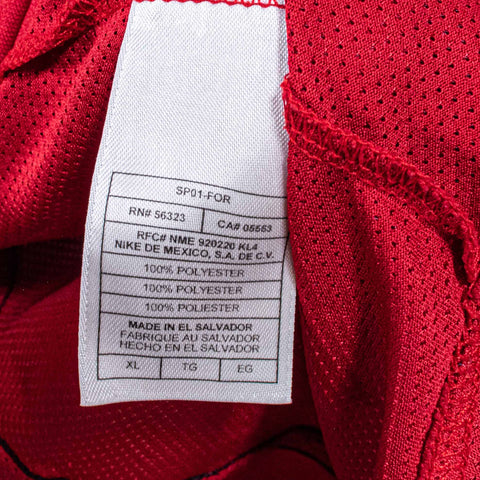 SP01-FOR
RN# 56323 CA# 05553
RFC# NME 920220 KL4
NIKE DE MEXICO, S.A. DE C.V.
100% POLYESTER
100% POLYESTER
100% POLIESTER
MADE IN EL SALVADOR
FABRIQUE AU SALVADOR
HECHO EN EL SALVADOR
XL TG EG